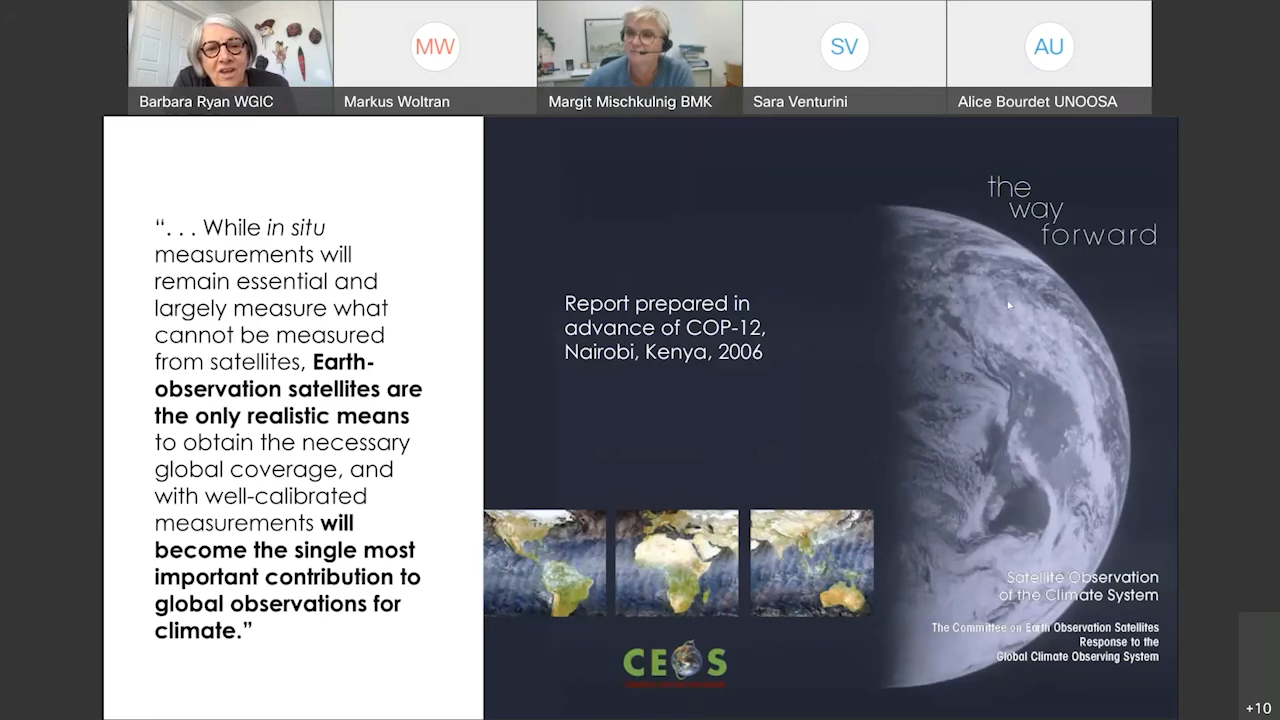 MW
SV
AU
Barbara Ryan WGIC
Markus Woltran
Margit Mischkulnig BMK
Sara Venturini
Alice Bourdet UNOOSA
“. . . While in situ
measurements will
remain essential and
largely measure what
cannot be measured
from satellites, Earth-
observation satellites are
the only realistic means
to obtain the necessary
global coverage, and
with well-calibrated
measurements will
become the single most
important contribution to
global observations for
climate.”
Report prepared in
advance of COP-12,
Nairobi, Kenya, 2006
the
way
forward
CEOS
Satellite Observation
of the Climate System
The Committee on Earth Observation Satellites
Response to the
Global Climate Observing System
+10